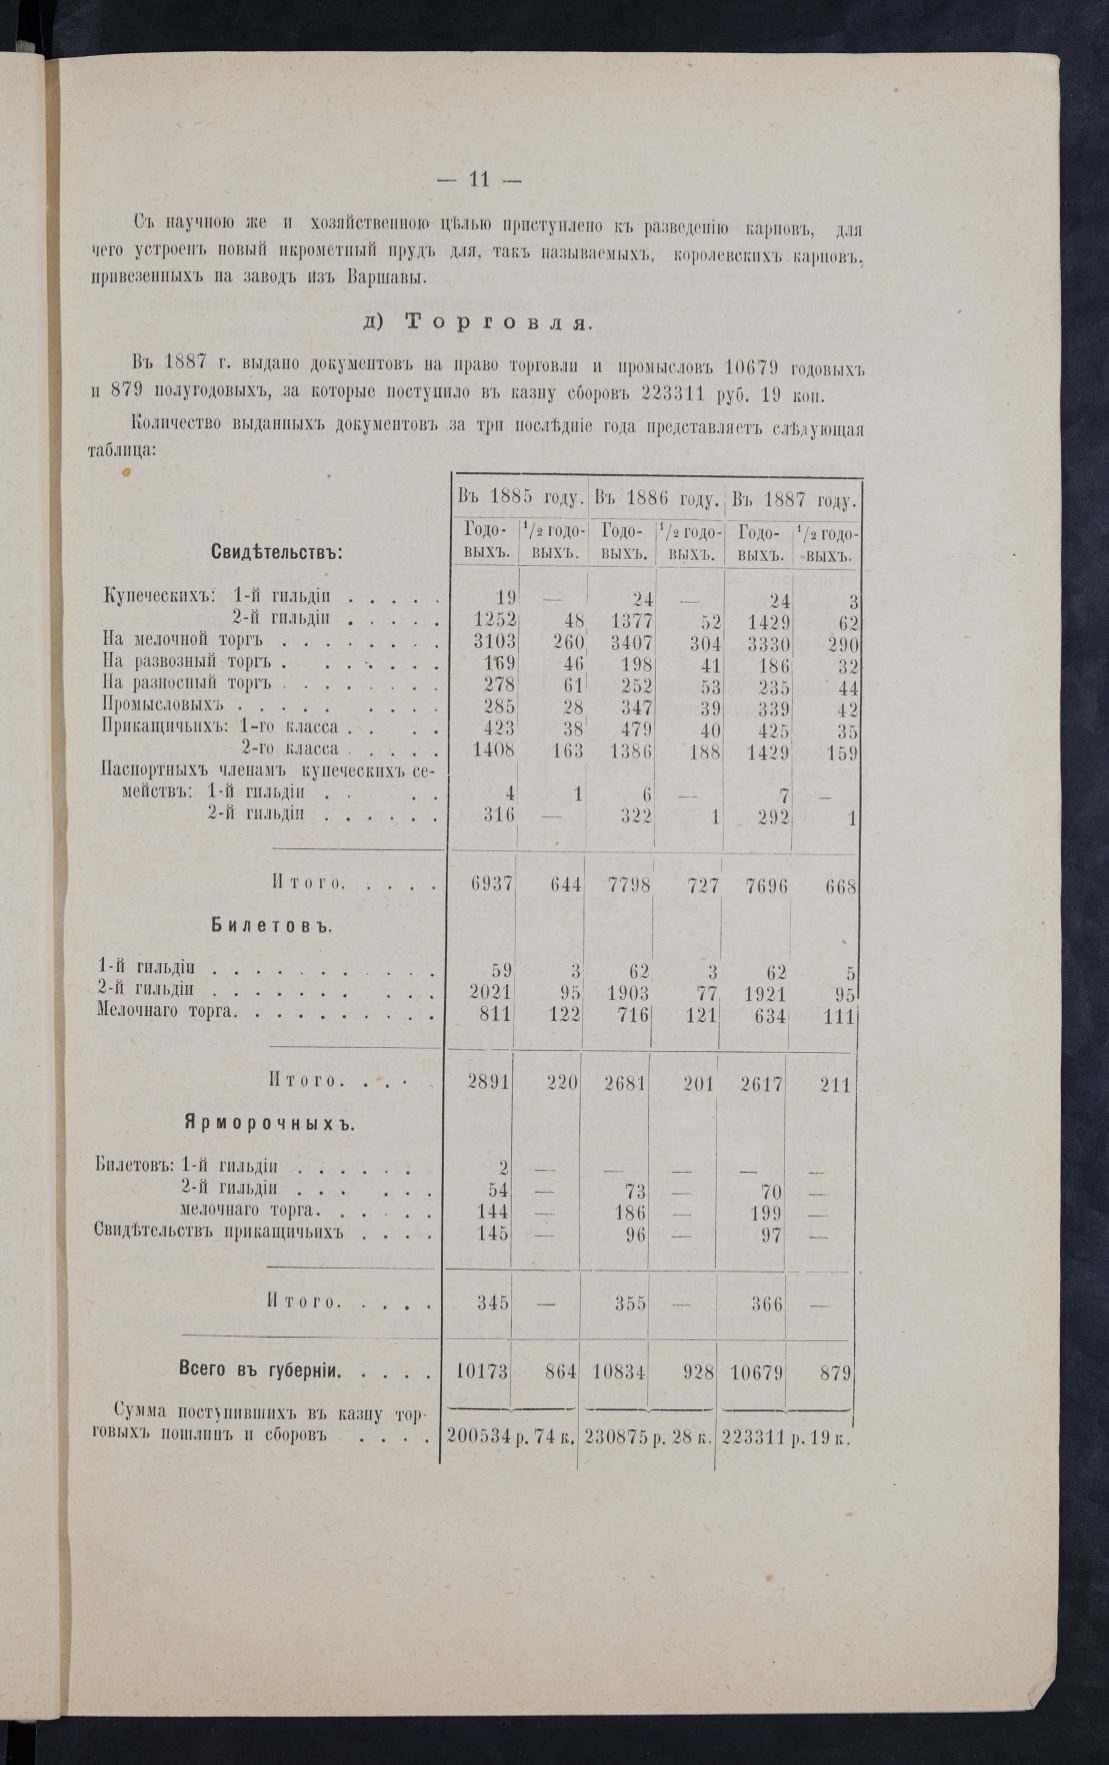 — 11 —
Съ научною же и хозяйственною цѣлью приступлено къ разведенію карповъ, для
чего устроенъ новый икрометный прудъ для, такъ называемыхъ, королевскихъ карповъ,
привезенныхъ на заводъ изъ Варшавы.
д) Торговля.
Въ 1887 г. выдано документовъ на право торговли и промысловъ 10679 годовыхъ
и 879 полугодовыхъ, за которые поступило въ казну сборовъ 223311 руб. 19 коп.
Количество выданныхъ документовъ за три послѣдніе года представляетъ слѣдующая
таблица:
Въ 1885 году. Въ 1886 году. Въ 1887 году.
Свидѣтельствъ: Годо- 1/2 годо- Годо- 1/2 годо- Годо- 1/2 годо-
выхъ. выхъ. выхъ. выхъ. выхъ. выхъ.
Купеческихъ: 1-й гильдіи . . . . . 19 — 24 — 24 3
2-й гильдіи . . . . . 1252 48 1377 52 1429 62
На мелочной торгъ . . . . . . . . 3103 260 3407 304 3330 290
На развозный торгъ . . . . . . . 169 46 198 41 186 32
На разносный торгъ . . . . . . . . 278 61 252 53 235 44
Промысловыхъ . . . . . . . . . 285 28 347 39 339 42
Прикащичьихъ: 1-го класса . . . . 423 38 479 40 425 35
2-го класса . . . . . 1408 163 1386 188 1429 159
Паспортныхъ членамъ купеческихъ се-
мействъ: 1-й гильдіи . . . . 4 1 6 — 7 —
2-й гильдіи . . . . . . 316 — 322 1 292 1
Итого. . . . . 6937 644 7798 727 7696 668
Билетовъ.
1-й гильдіи . . . . . . . . . . . 59 3 62 3 62 5
2-й гильдіи . . . . . . . . . . 2021 95 1903 77 1921 95
Мелочнаго торга. . . . . . . . . . 811 122 716 121 634 111
Итого. . . . . 2891 220 2681 201 2617 211
Ярморочныхъ.
Билетовъ: 1-й гильдіи . . . . . . 2 — — — — —
2-й гильдіи . . . . . . 54 — 73 — 70 —
мелочнаго торга. . . . . . 144 — 186 — 199 —
Свидѣтельствъ прикащичьихъ . . . . 145 — 96 — 97 —
Итого. . . . . 345 — 355 — 366 —
Всего въ губерніи. . . . . 10173 864 10834 928 10679 879
Сумма поступившихъ въ казну тор-
говыхъ пошлинъ и сборовъ . . . . 200534 р. 74 к. 230875 р. 28 к. 223311 р. 19 к.